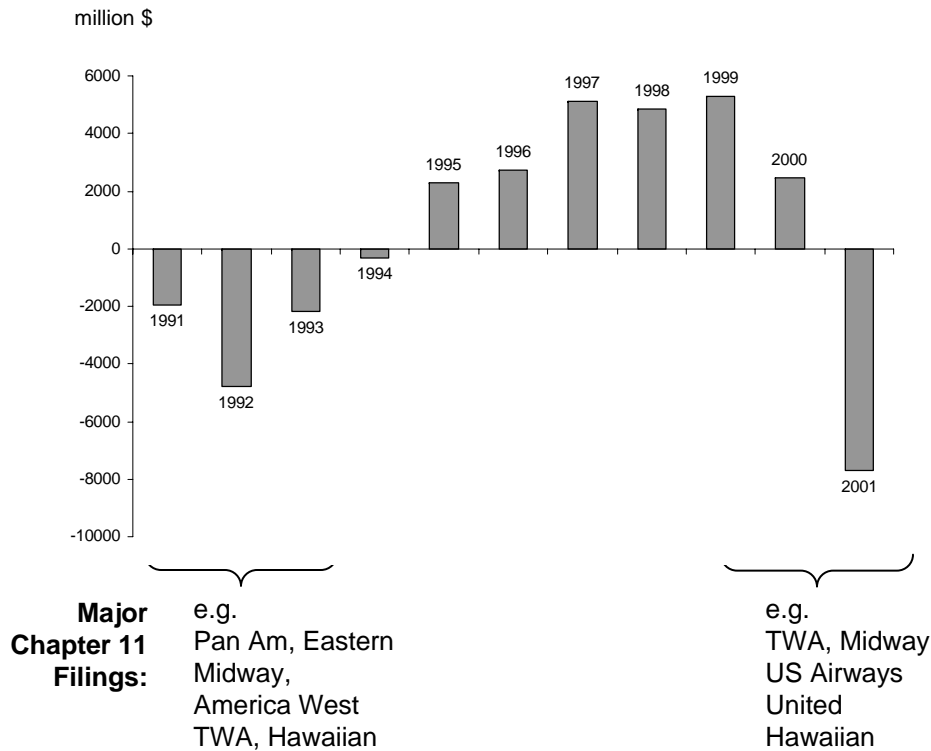 million $
6000
4000
2000
0
-2000
-4000
-6000
-8000
-10000
1991
1992
1993
1994
1995
1996
1997
1998
1999
2000
2001
Major
Chapter 11
Filings:
e.g.
Pan Am, Eastern
Midway,
America West
TWA, Hawaiian
e.g.
TWA, Midway
US Airways
United
Hawaiian